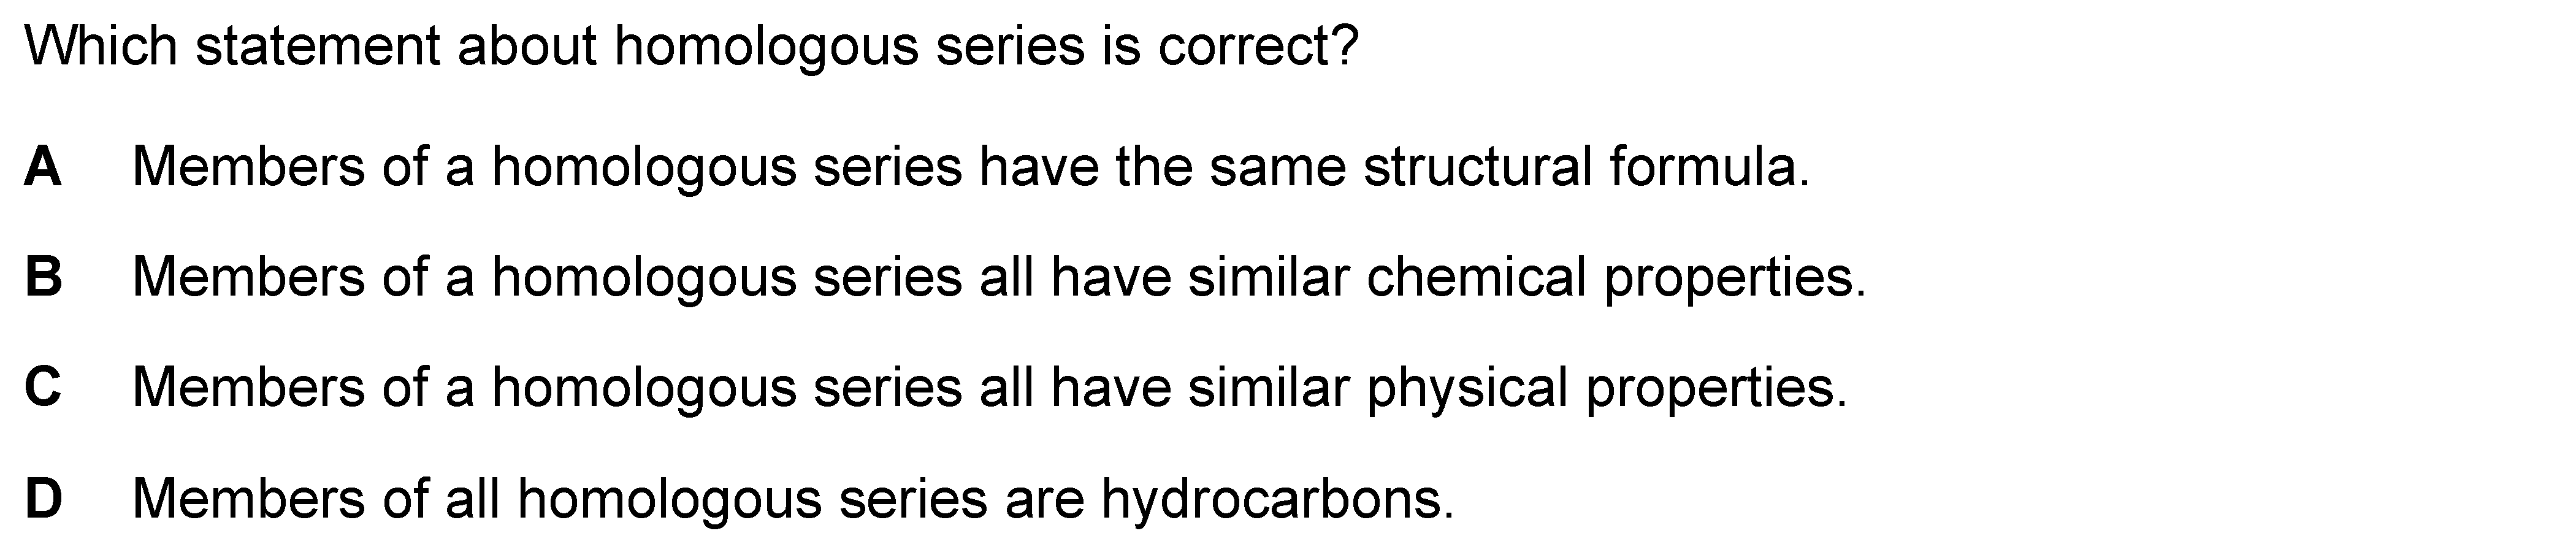 Which statement about homologous series is correct?
A Members of a homologous series have the same structural formula.
B Members of a homologous series all have similar chemical properties.
C Members of a homologous series all have similar physical properties.
D Members of all homologous series are hydrocarbons.